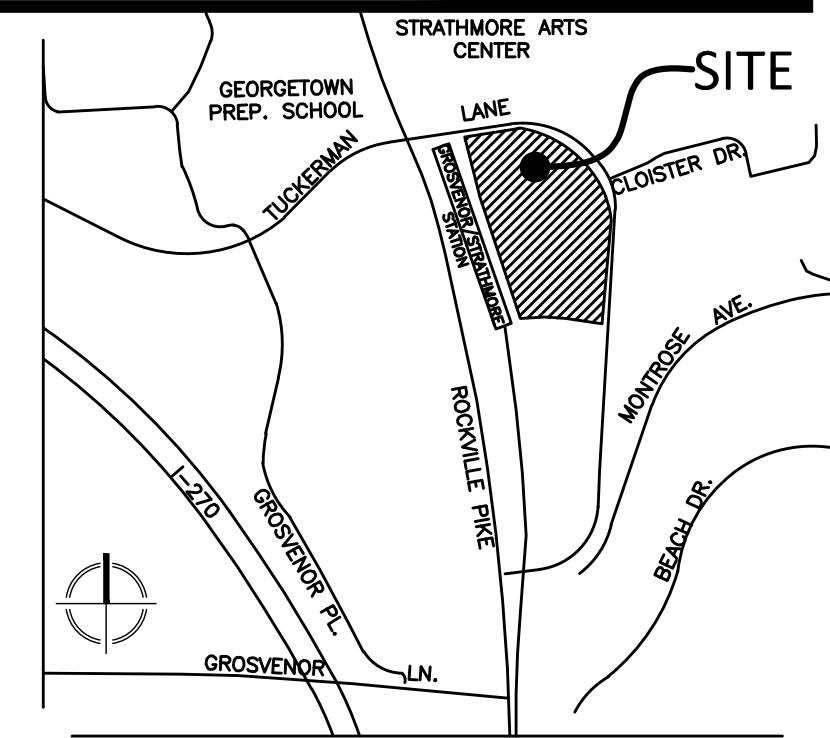 STRATHMORE ARTS
CENTER
SITE
GEORGETOWN
PREP. SCHOOL
LANE
TUCKERMAN
CLOISTER DR.
GROSVENOR/STRATHMORE
STATION
MONTROSE AVE.
ROCKVILLE PIKE
I-270
GROSVENOR PL.
BEACH DR.
GROSVENOR LN.